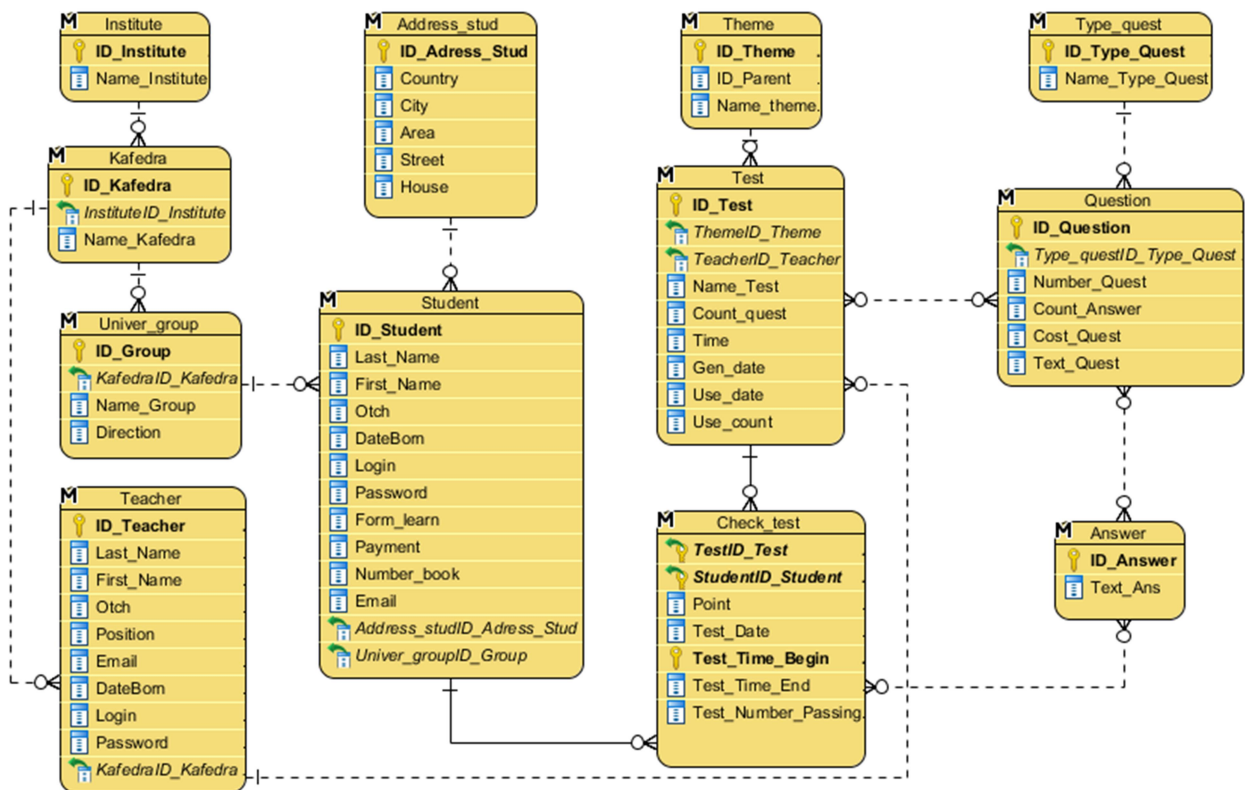 Institute
ID_Institute
Name_Institute
Kafedra
ID_Kafedra
InstituteID_Institute
Name_Kafedra
Univer_group
ID_Group
KafedraID_Kafedra
Name_Group
Direction
Teacher
ID_Teacher
Last_Name
First_Name
Otch
Position
Email
DateBorn
Login
Password
KafedraID_Kafedra
Address_stud
ID_Adress_Stud
Country
City
Area
Street
House
Student
ID_Student
Last_Name
First_Name
Otch
DateBorn
Login
Password
Form_learn
Payment
Number_book
Email
Address_studID_Adress_Stud
Univer_groupID_Group
Theme
ID_Theme
ID_Parent
Name_theme.
Test
ID_Test
ThemeID_Theme
TeacherID_Teacher
Name_Test
Count_quest
Time
Gen_date
Use_date
Use_count
Check_test
TestID_Test
StudentID_Student
Point
Test_Date
Test_Time_Begin
Test_Time_End
Test_Number_Passing.
Type_quest
ID_Type_Quest
Name_Type_Quest
Question
ID_Question
Type_questID_Type_Quest
Number_Quest
Count_Answer
Cost_Quest
Text_Quest
Answer
ID_Answer
Text_Ans